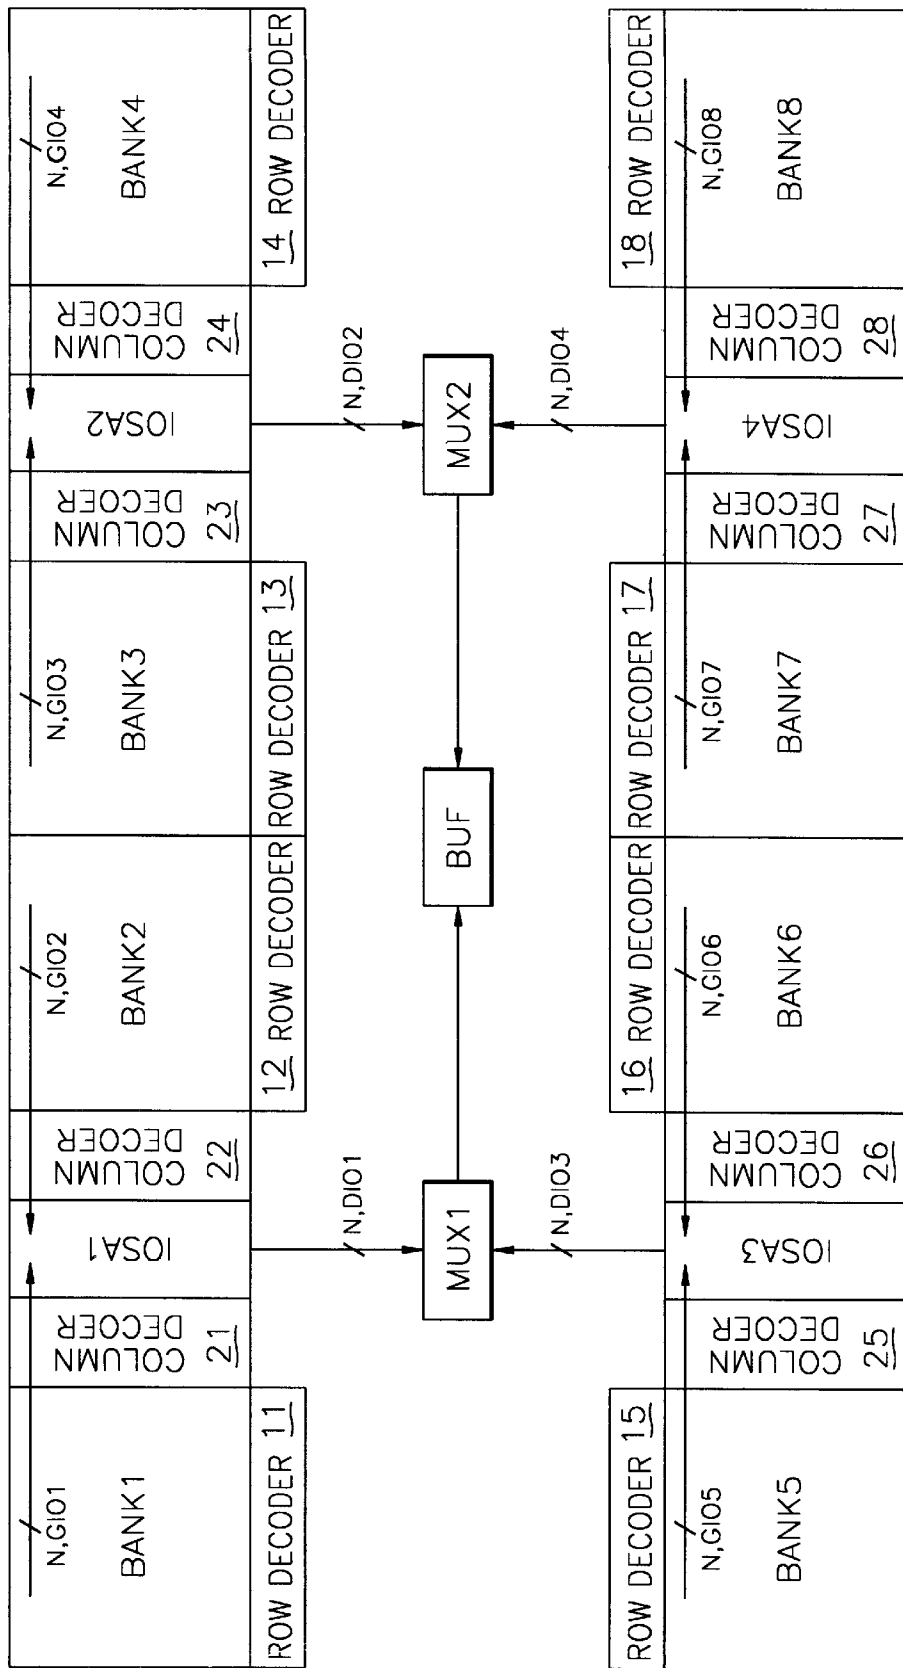 N,GIO1
N,GIO2
N,GIO3
N,GIO4
BANK1
BANK2
BANK3
BANK4
COLUMN
DECOER
21
IOSA1
COLUMN
DECOER
22
COLUMN
DECOER
23
IOSA2
COLUMN
DECOER
24
ROW DECODER 11
12 ROW DECODER
ROW DECODER 13
14 ROW DECODER
N,DIO1
N,DIO2
MUX1
BUF
MUX2
N,DIO3
N,DIO4
ROW DECODER 15
16 ROW DECODER
ROW DECODER 17
18 ROW DECODER
N,GIO5
N,GIO6
N,GIO7
N,GIO8
BANK5
BANK6
BANK7
BANK8
COLUMN
DECOER
25
IOSA3
COLUMN
DECOER
26
COLUMN
DECOER
27
IOSA4
COLUMN
DECOER
28